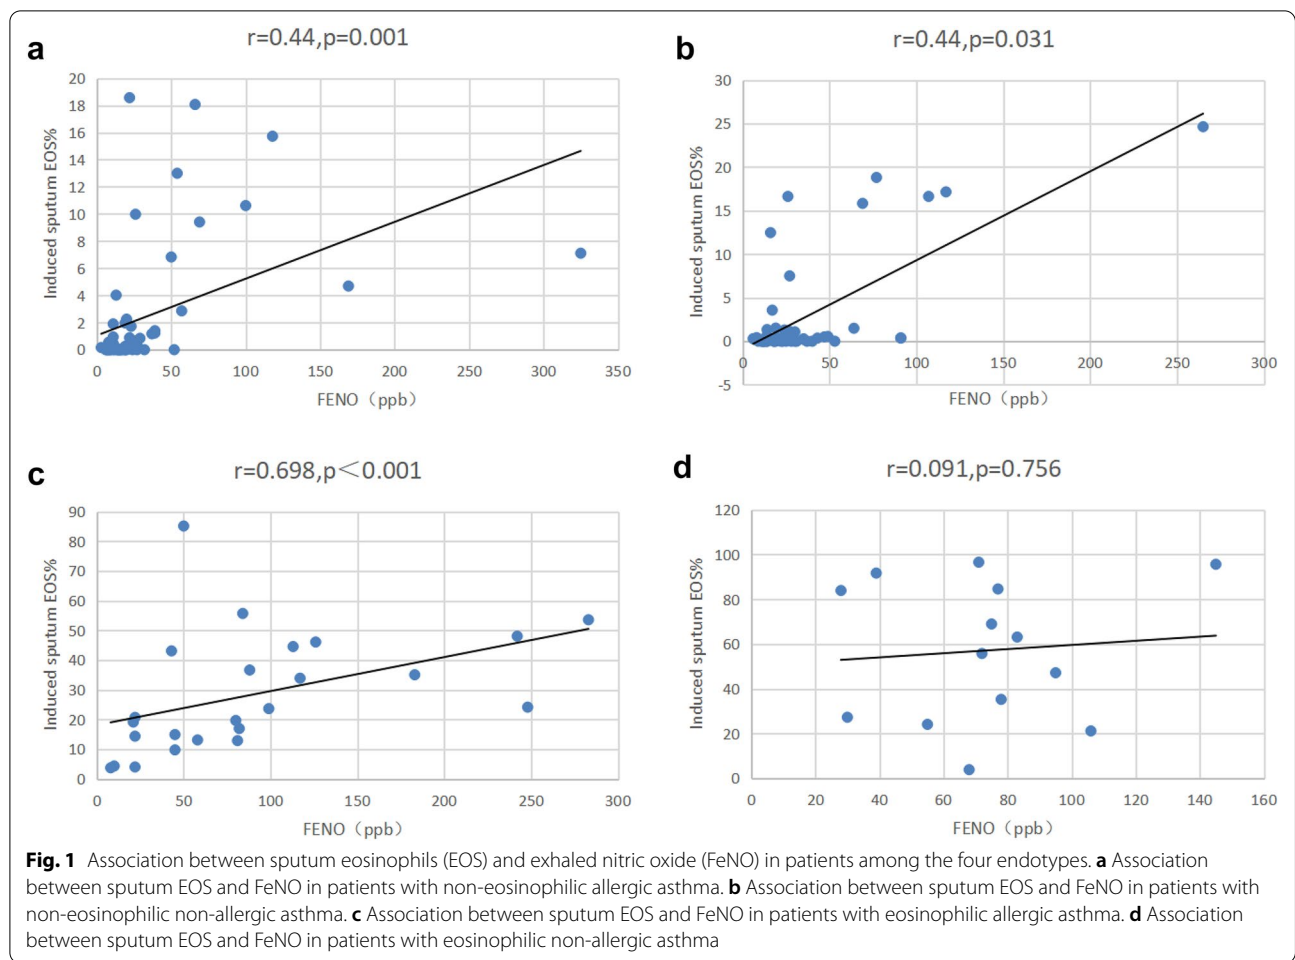 a
r=0.44,p=0.001
Induced sputum EOS%
20
18
16
14
12
10
8
6
4
2
0
0 50 100 150 200 250 300 350
FENO（ppb）
b
r=0.44,p=0.031
Induced sputum EOS%
30
25
20
15
10
5
0
-5
0 50 100 150 200 250 300
FENO（ppb）
c
r=0.698,p＜0.001
Induced sputum EOS%
90
80
70
60
50
40
30
20
10
0
0 50 100 150 200 250 300
FENO（ppb）
d
r=0.091,p=0.756
Induced sputum EOS%
120
100
80
60
40
20
0
0 20 40 60 80 100 120 140 160
FENO（ppb）
Fig. 1 Association between sputum eosinophils (EOS) and exhaled nitric oxide (FeNO) in patients among the four endotypes. a Association
between sputum EOS and FeNO in patients with non-eosinophilic allergic asthma. b Association between sputum EOS and FeNO in patients with
non-eosinophilic non-allergic asthma. c Association between sputum EOS and FeNO in patients with eosinophilic allergic asthma. d Association
between sputum EOS and FeNO in patients with eosinophilic non-allergic asthma